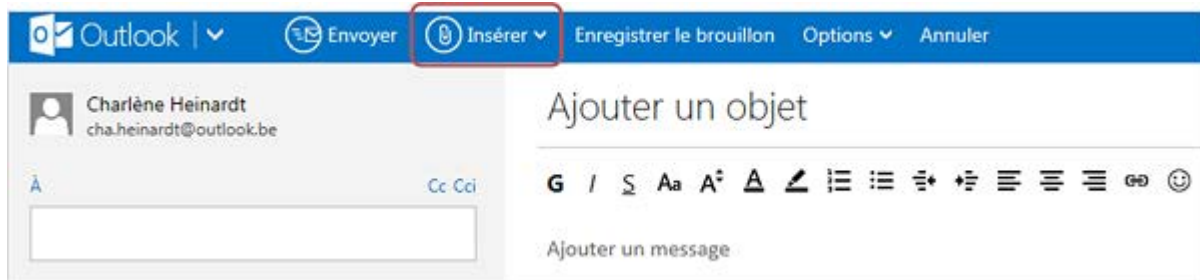 Outlook Envoyer Insérer Enregistrer le brouillon Options Annuler
Charlène Heinardt
cha.heinardt@outlook.be
À Cc Cci
Ajouter un objet
G I S Aa A A
Ajouter un message